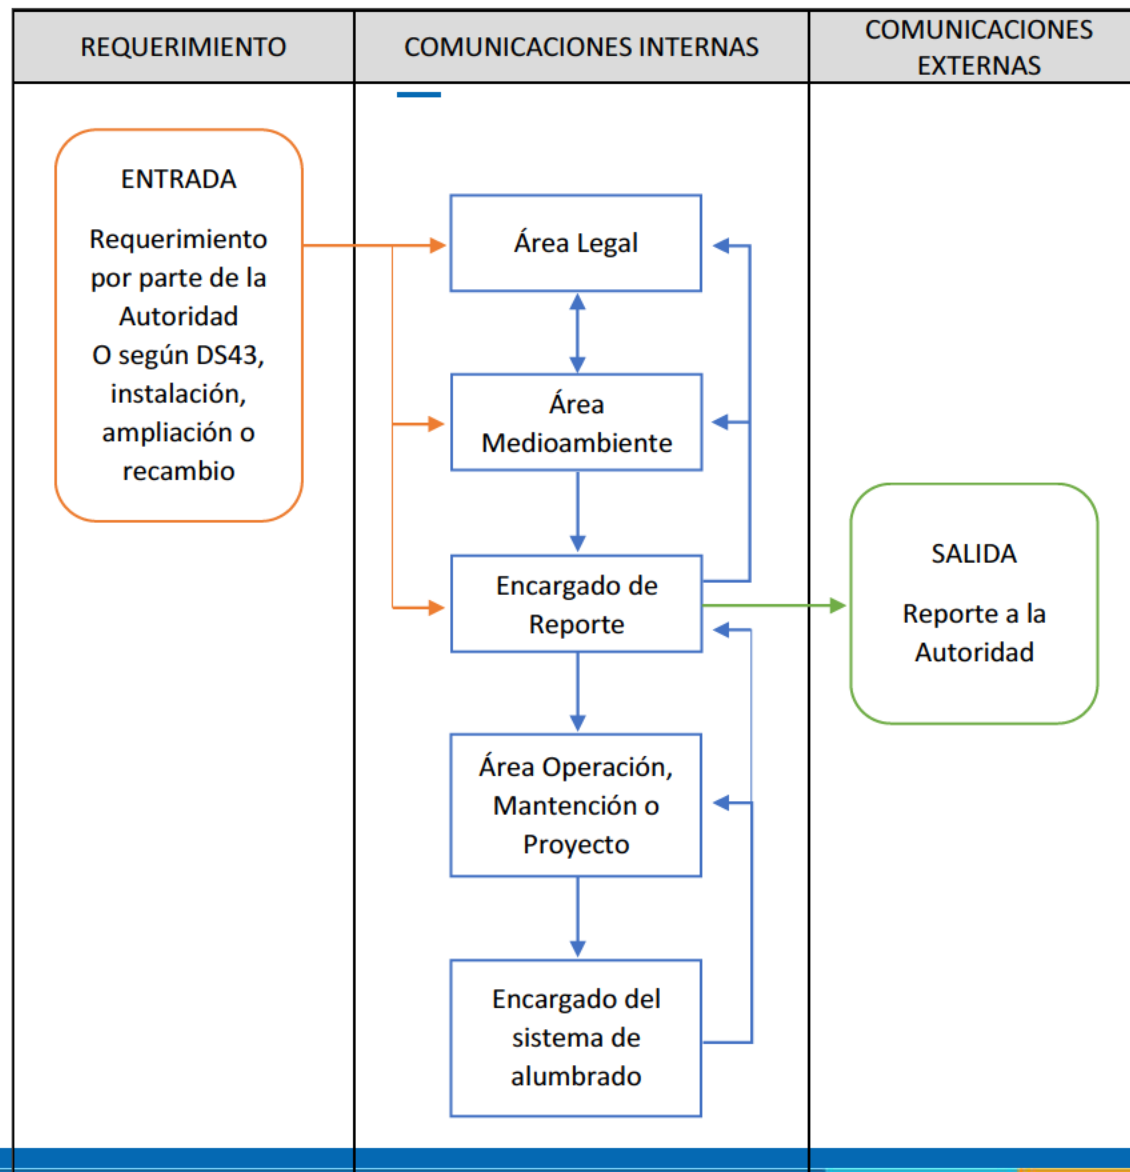 REQUERIMIENTO
COMUNICACIONES INTERNAS
COMUNICACIONES
EXTERNAS
ENTRADA
Requerimiento
por parte de la
Autoridad
O según DS43,
instalación,
ampliación o
recambio
Área Legal
Área
Medioambiente
Encargado de
Reporte
Área Operación,
Mantención o
Proyecto
Encargado del
sistema de
alumbrado
SALIDA
Reporte a la
Autoridad